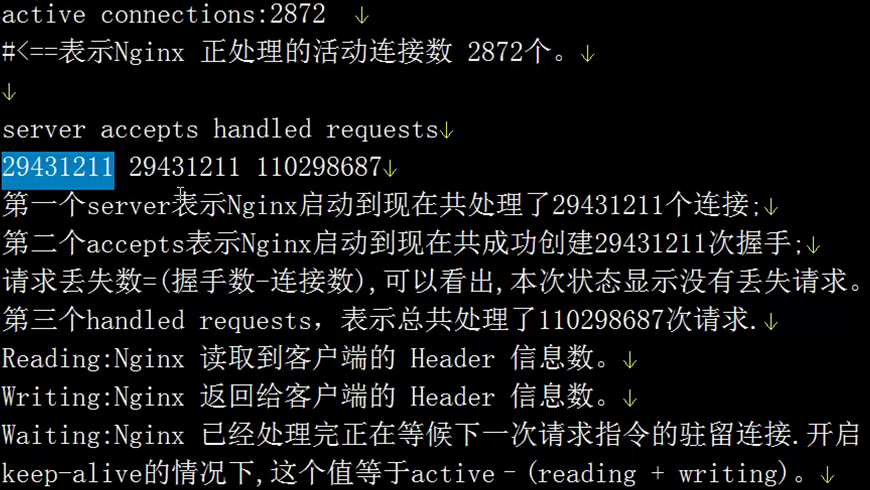 active connections:2872 ↓
#<==表示Nginx 正处理的活动连接数 2872个。↓
↓
server accepts handled requests↓
29431211 29431211 110298687↓
第一个server表示Nginx启动到现在共处理了29431211个连接;↓
第二个accepts表示Nginx启动到现在共成功创建29431211次握手;↓
请求丢失数=(握手数-连接数),可以看出,本次状态显示没有丢失请求。
第三个handled requests，表示总共处理了110298687次请求.↓
Reading:Nginx 读取到客户端的 Header 信息数。↓
Writing:Nginx 返回给客户端的 Header 信息数。↓
Waiting:Nginx 已经处理完正在等候下一次请求指令的驻留连接.开启
keep-alive的情况下,这个值等于active–(reading + writing)。↓